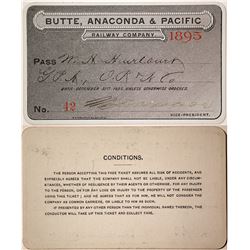 BUTTE, ANACONDA & PACIFIC
RAILWAY COMPANY. 1895
PASS W. H. Hurlburt
G.P.A., O.R. & N. Co
UNTIL DECEMBER 31ST, 1895, UNLESS OTHERWISE ORDERED.
No. 42
VICE-PRESIDENT.
CONDITIONS.
THE PERSON ACCEPTING THIS FREE TICKET ASSUMES ALL RISK OF ACCIDENTS, AND
EXPRESSLY AGREES THAT THE COMPANY SHALL NOT BE LIABLE, UNDER ANY CIRCUM-
STANCES, WHETHER OF NEGLIGENCE BY THEIR AGENTS OR OTHERWISE, FOR ANY INJURY
TO THE PERSON, OR FOR ANY LOSS OR INJURY TO THE PROPERTY OF THE PASSENGER
USING THIS TICKET; AND HE AGREES THAT AS FOR HIM, HE WILL NOT CONSIDER THE
COMPANY AS COMMON CARRIERS, OR LIABLE TO HIM AS SUCH.
IF PRESENTED BY ANY OTHER PERSON THAN THE INDIVIDUAL NAMED THEREON, THE
CONDUCTOR WILL TAKE UP THIS TICKET AND COLLECT FARE.